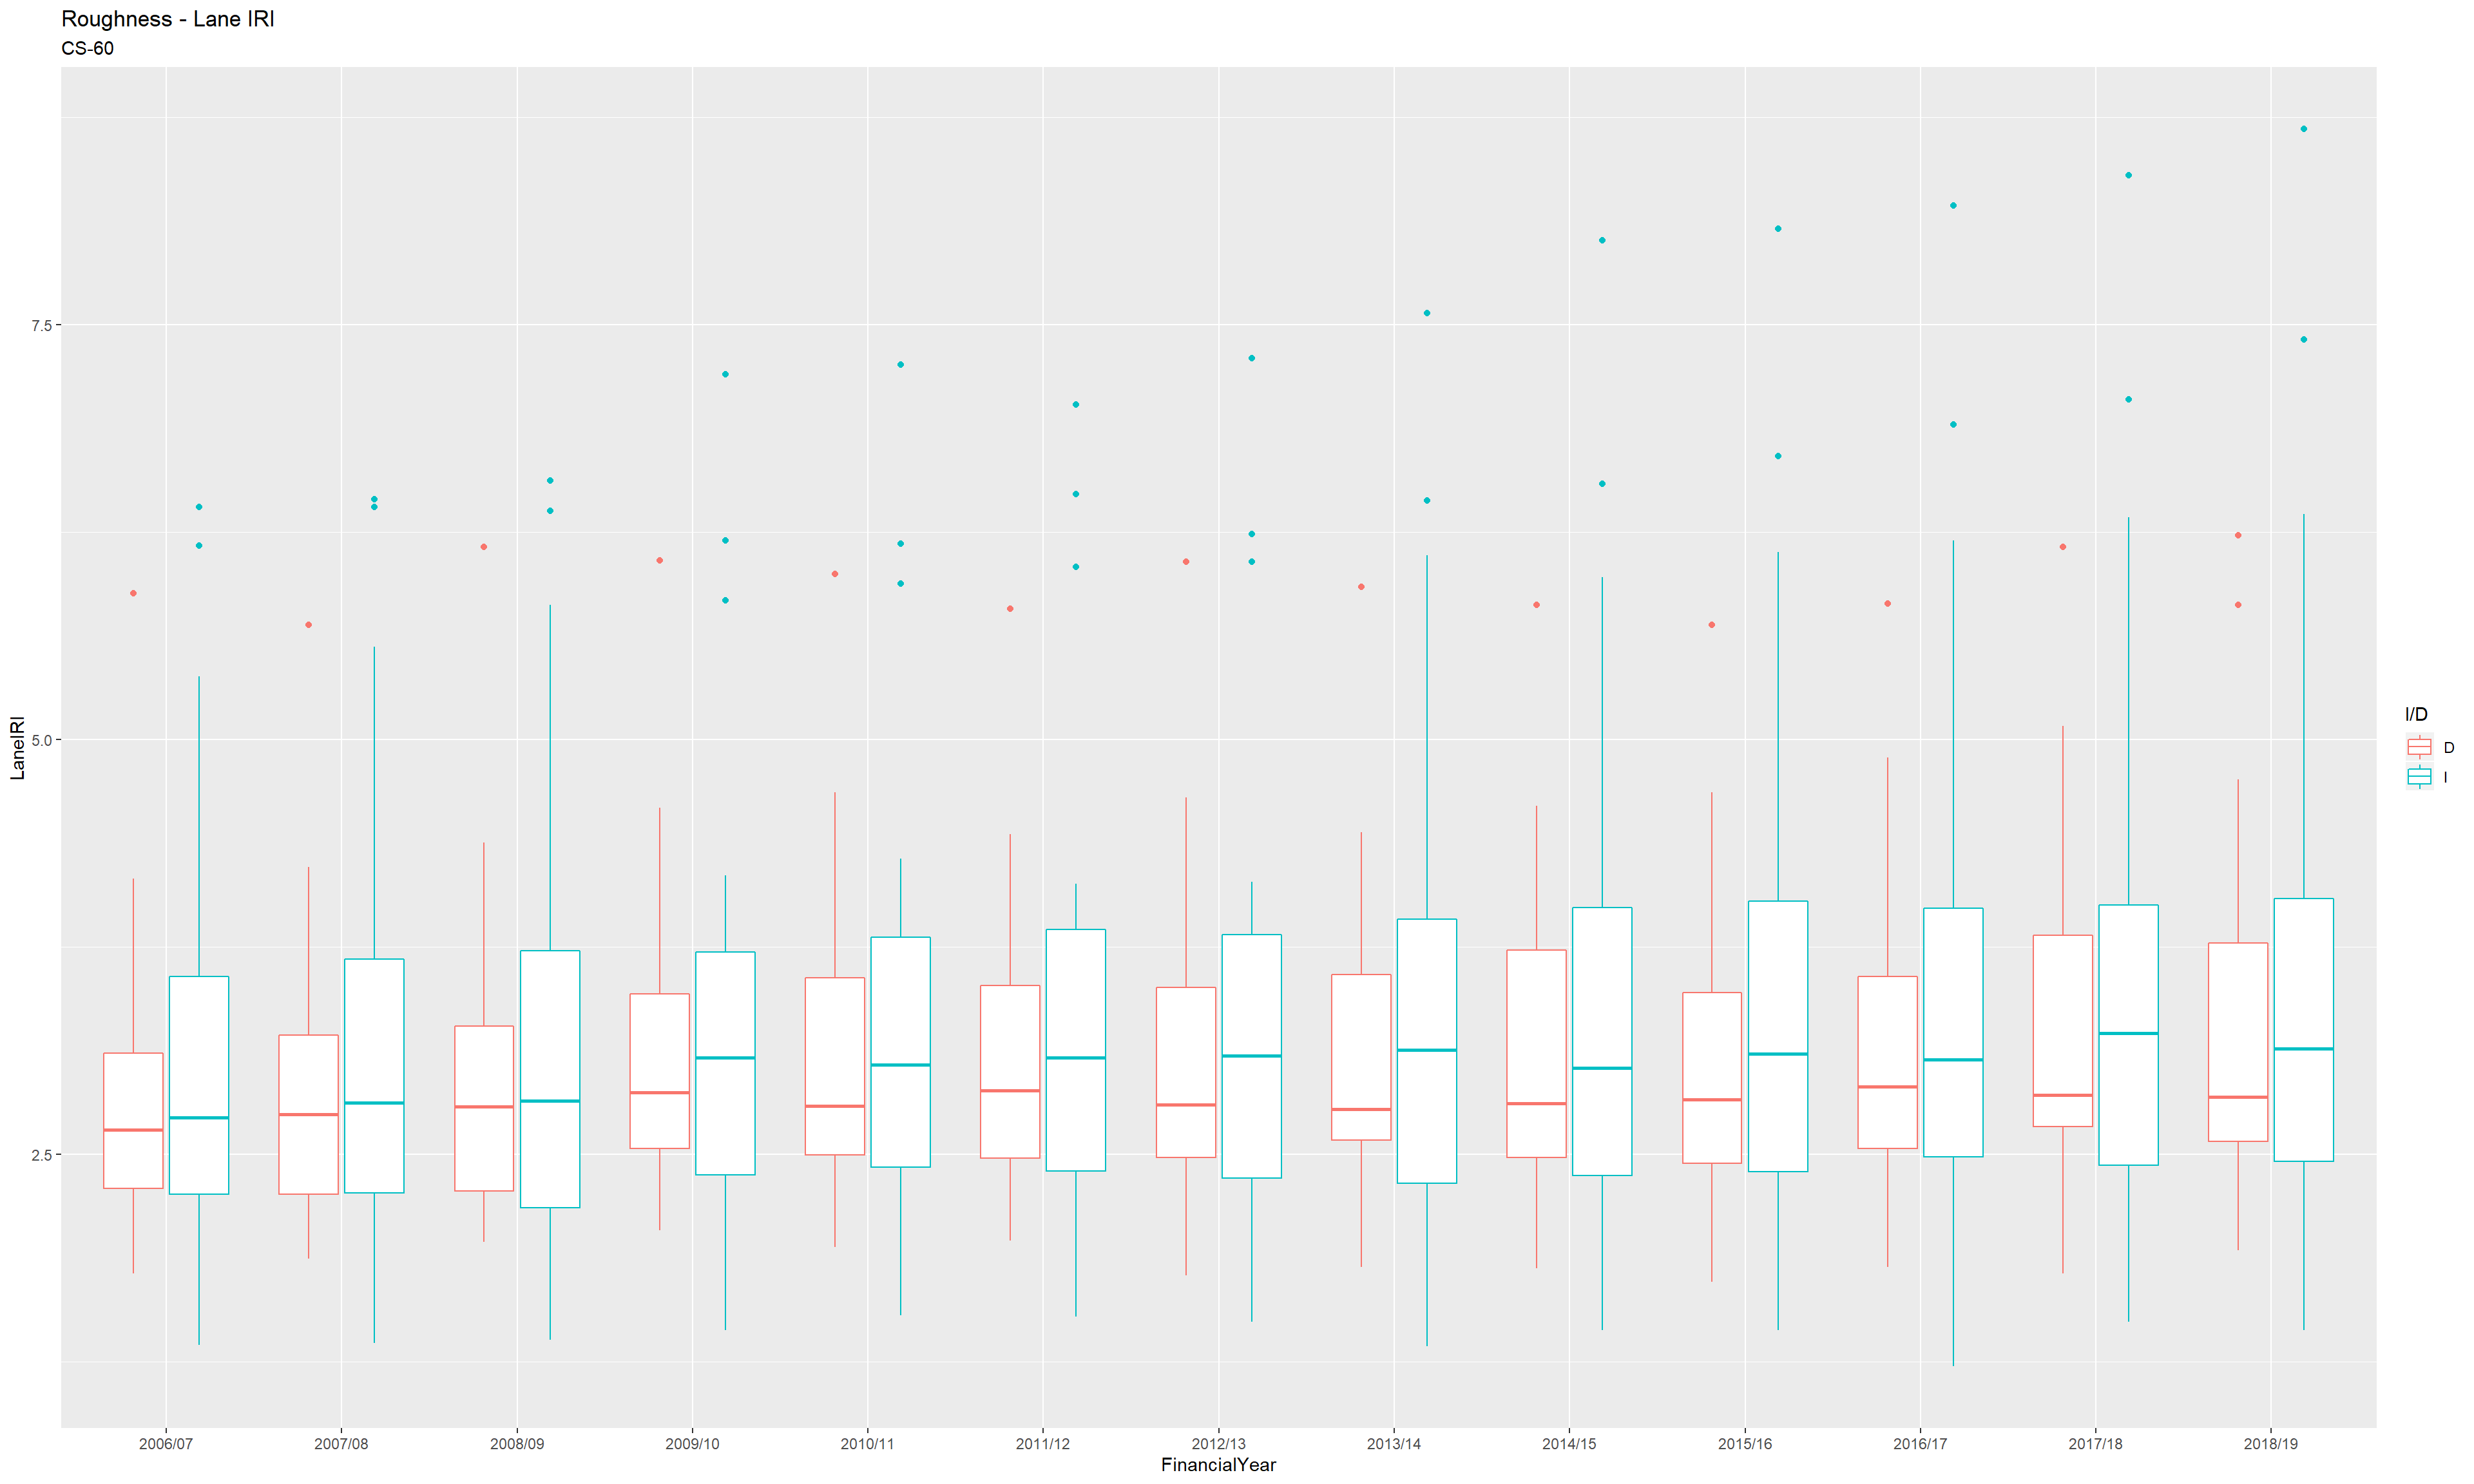 Roughness - Lane IRI
CS-60
LaneIRI
7.5
5.0
2.5
2006/07
2007/08
2008/09
2009/10
2010/11
2011/12
2012/13
2013/14
2014/15
2015/16
2016/17
2017/18
2018/19
FinancialYear
I/D
D
I